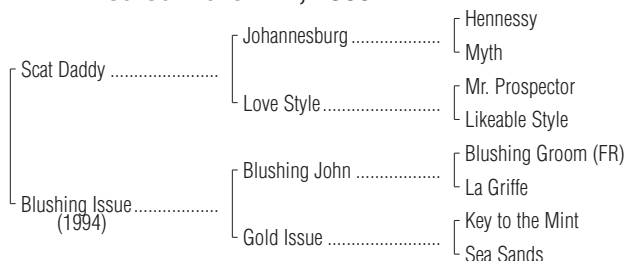 Hennessy
Johannesburg ....................
Myth
Scat Daddy ........................
Mr. Prospector
Love Style..........................
Likeable Style
Blushing Groom (FR)
Blushing John ...................
La Griffe
Blushing Issue...................
(1994)
Key to the Mint
Gold Issue .........................
Sea Sands